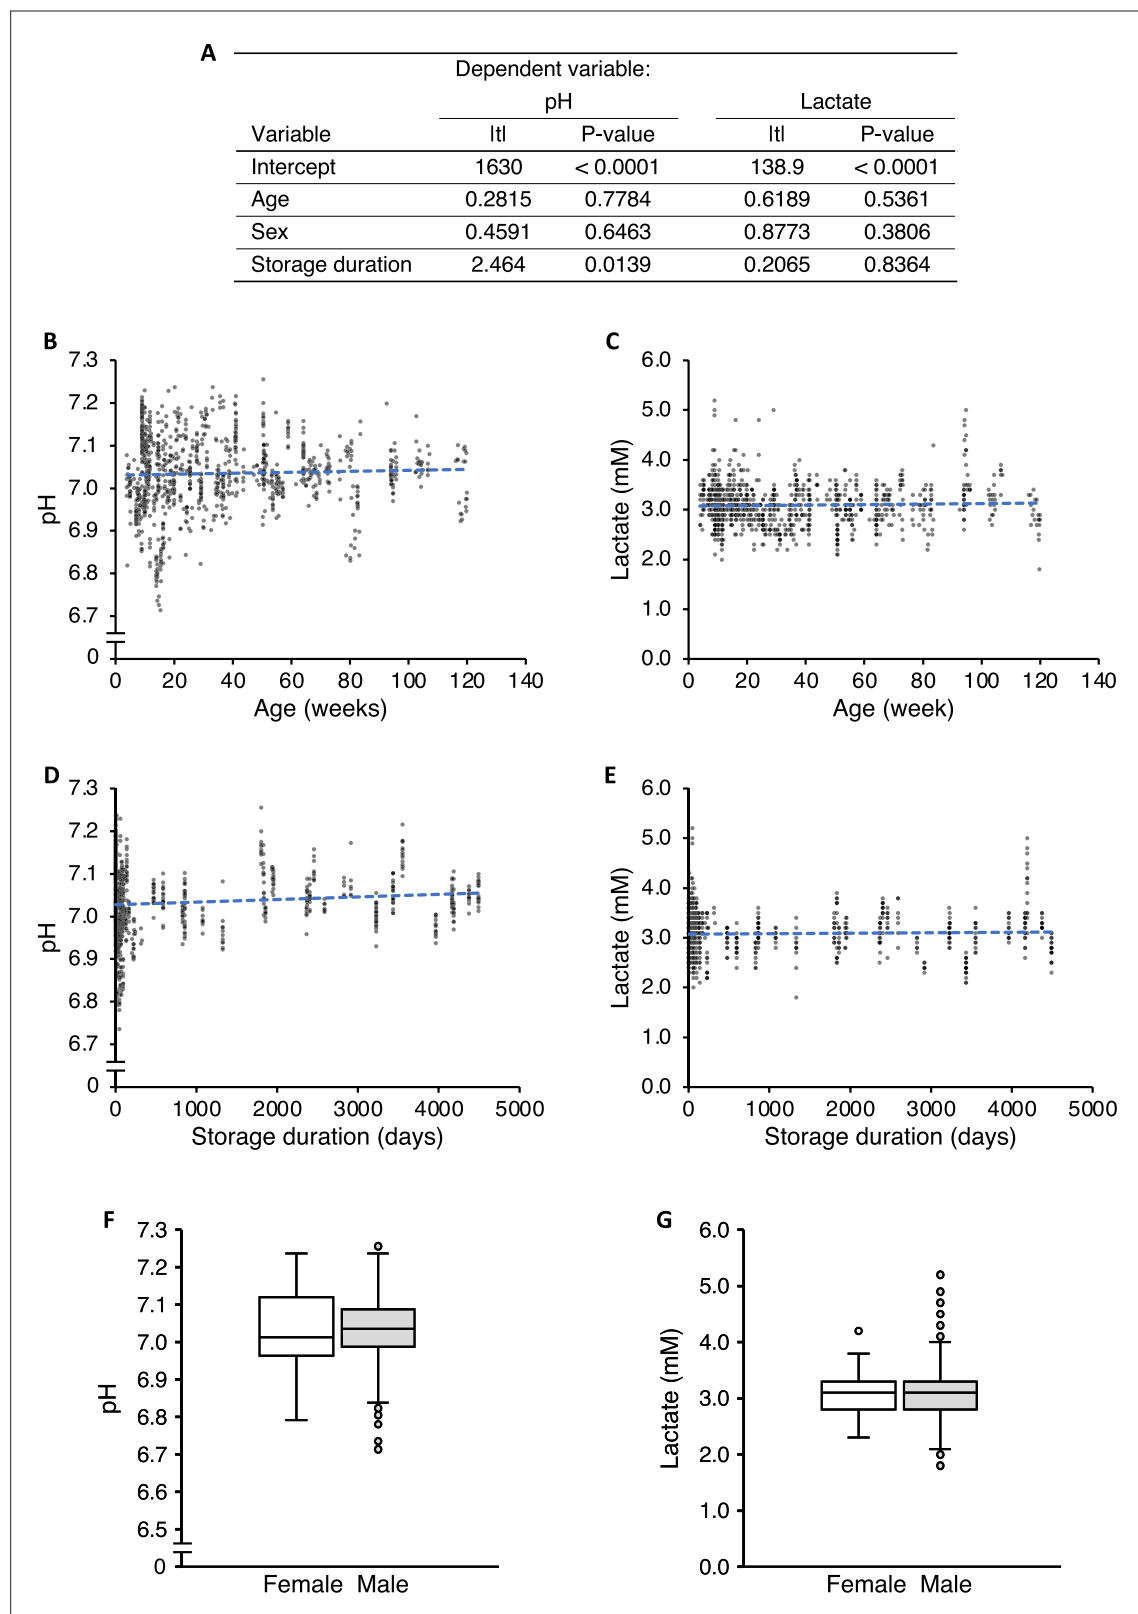 A
Dependent variable:
pH Lactate
Variable |t| P-value |t| P-value
Intercept 1630 < 0.0001 138.9 < 0.0001
Age 0.2815 0.7784 0.6189 0.5361
Sex 0.4591 0.6463 0.8773 0.3806
Storage duration 2.464 0.0139 0.2065 0.8364
B
pH
7.3
7.2
7.1
7.0
6.9
6.8
6.7
0
0 20 40 60 80 100 120 140
Age (weeks)
C
Lactate (mM)
6.0
5.0
4.0
3.0
2.0
1.0
0.0
0 20 40 60 80 100 120 140
Age (week)
D
pH
7.3
7.2
7.1
7.0
6.9
6.8
6.7
0
0 1000 2000 3000 4000 5000
Storage duration (days)
E
Lactate (mM)
6.0
5.0
4.0
3.0
2.0
1.0
0.0
0 1000 2000 3000 4000 5000
Storage duration (days)
F
pH
7.3
7.2
7.1
7.0
6.9
6.8
6.7
6.6
6.5
0
Female Male
G
Lactate (mM)
6.0
5.0
4.0
3.0
2.0
1.0
0.0
Female Male